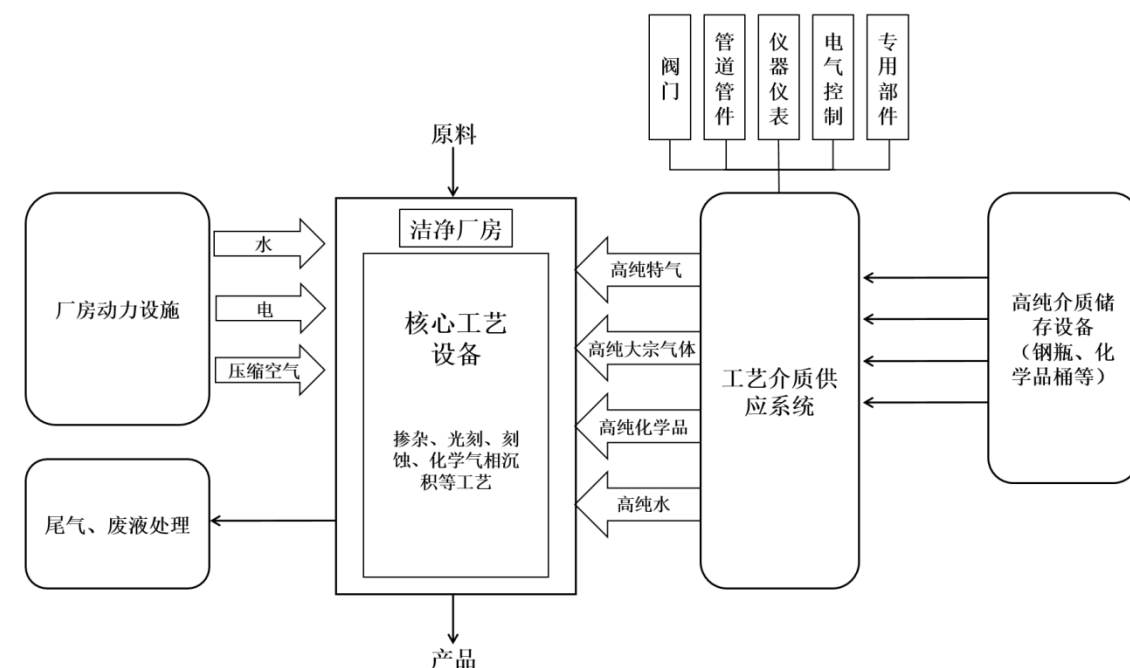 阀门
管道管件
仪器仪表
电气控制
专用部件
原料
洁净厂房
水
电
压缩空气
厂房动力设施
核心工艺
设备
掺杂、光刻、刻
蚀、化学气相沉
积等工艺
高纯特气
高纯大宗气体
高纯化学品
高纯水
工艺介质供
应系统
高纯介质储
存设备
（钢瓶、化
学品桶等）
尾气、废液处理
产品